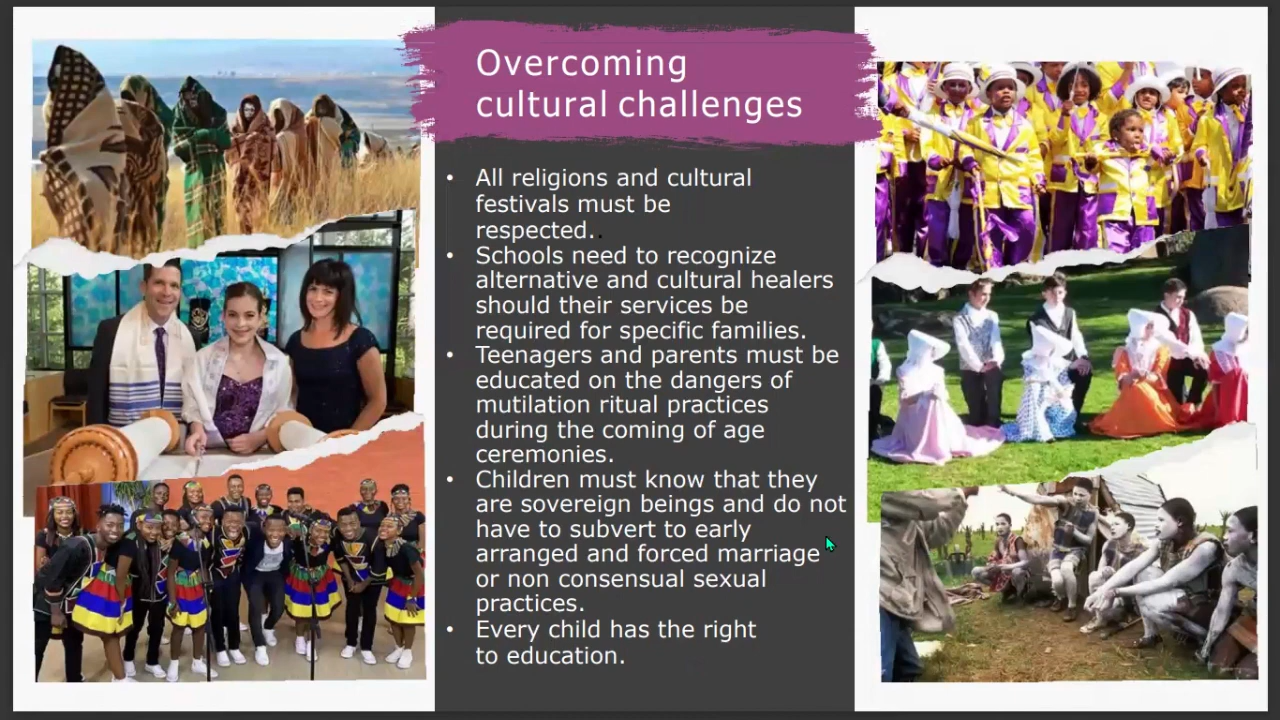 Overcoming
cultural challenges
• All religions and cultural
festivals must be
respected..
• Schools need to recognize
alternative and cultural healers
should their services be
required for specific families.
• Teenagers and parents must be
educated on the dangers of
mutilation ritual practices
during the coming of age
ceremonies.
• Children must know that they
are sovereign beings and do not
have to subvert to early
arranged and forced marriage
or non consensual sexual
practices.
• Every child has the right
to education.